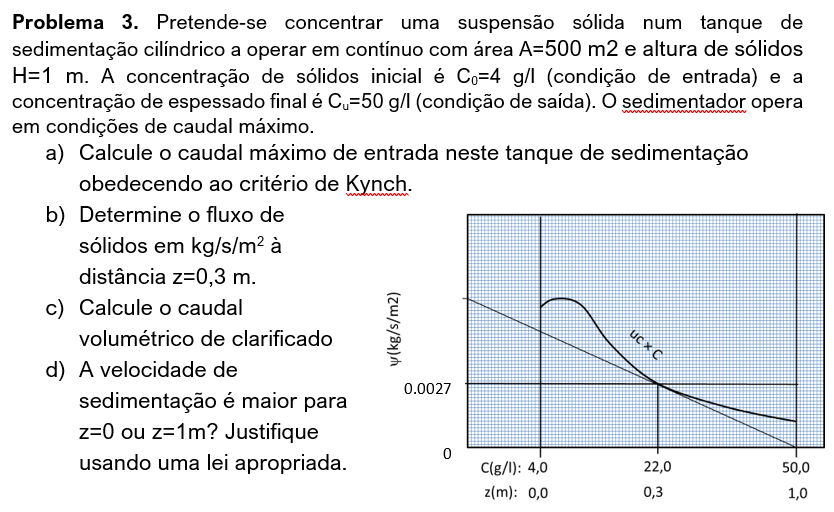 Problema 3. Pretende-se concentrar uma suspensão sólida num tanque de
sedimentação cilíndrico a operar em contínuo com área A=500 m2 e altura de sólidos
H=1 m. A concentração de sólidos inicial é C₀=4 g/l (condição de entrada) e a
concentração de espessado final é Cᵤ=50 g/l (condição de saída). O sedimentador opera
em condições de caudal máximo.
a) Calcule o caudal máximo de entrada neste tanque de sedimentação
obedecendo ao critério de Kynch.
b) Determine o fluxo de
sólidos em kg/s/m² à
distância z=0,3 m.
c) Calcule o caudal
volumétrico de clarificado
d) A velocidade de
sedimentação é maior para
z=0 ou z=1m? Justifique
usando uma lei apropriada.
ψ(kg/s/m2)
uc x C
0.0027
0
C(g/l): 4,0 22,0 50,0
z(m): 0,0 0,3 1,0